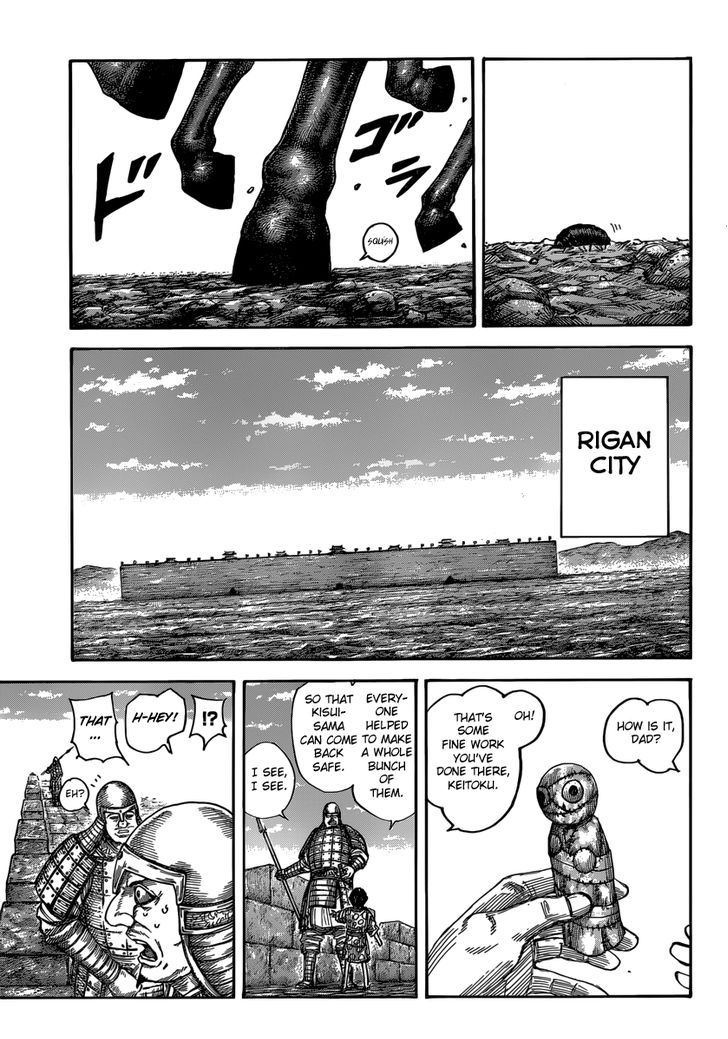 SQUISH
ド
ゴ
ラ
RIGAN
CITY
HOW IS IT,
DAD?
OH!
THAT'S
SOME
FINE WORK
YOU'VE
DONE THERE,
KEITOKU.
EVERY-
ONE
HELPED
TO MAKE
A WHOLE
BUNCH
OF
THEM.
SO THAT
KISUI-
SAMA
CAN COME
BACK
SAFE.
I SEE,
I SEE.
!?
H-HEY!
THAT
...
EH?